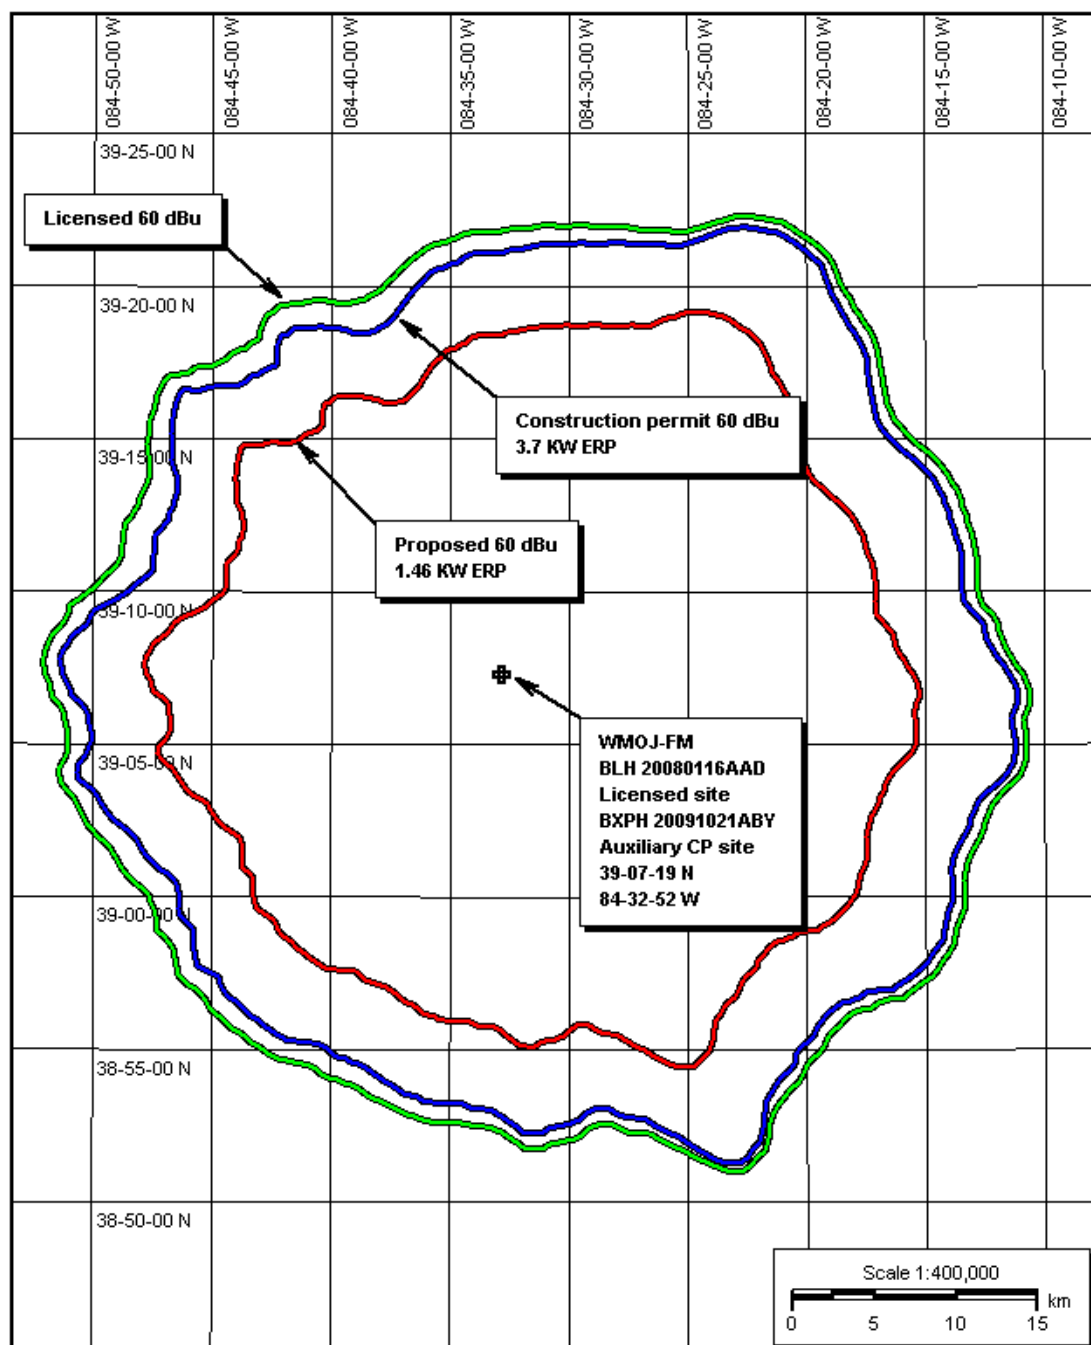 084-50-00 W
084-45-00 W
084-40-00 W
084-35-00 W
084-30-00 W
084-25-00 W
084-20-00 W
084-15-00 W
084-10-00 W
39-25-00 N
Licensed 60 dBu
39-20-00 N
Construction permit 60 dBu
3.7 KW ERP
39-15-00 N
Proposed 60 dBu
1.46 KW ERP
39-10-00 N
WMOJ-FM
BLH 20080116AAD
Licensed site
BXPH 20091021ABY
Auxiliary CP site
39-07-19 N
84-32-52 W
39-05-00 N
39-00-00 N
38-55-00 N
38-50-00 N
Scale 1:400,000
km
0 5 10 15